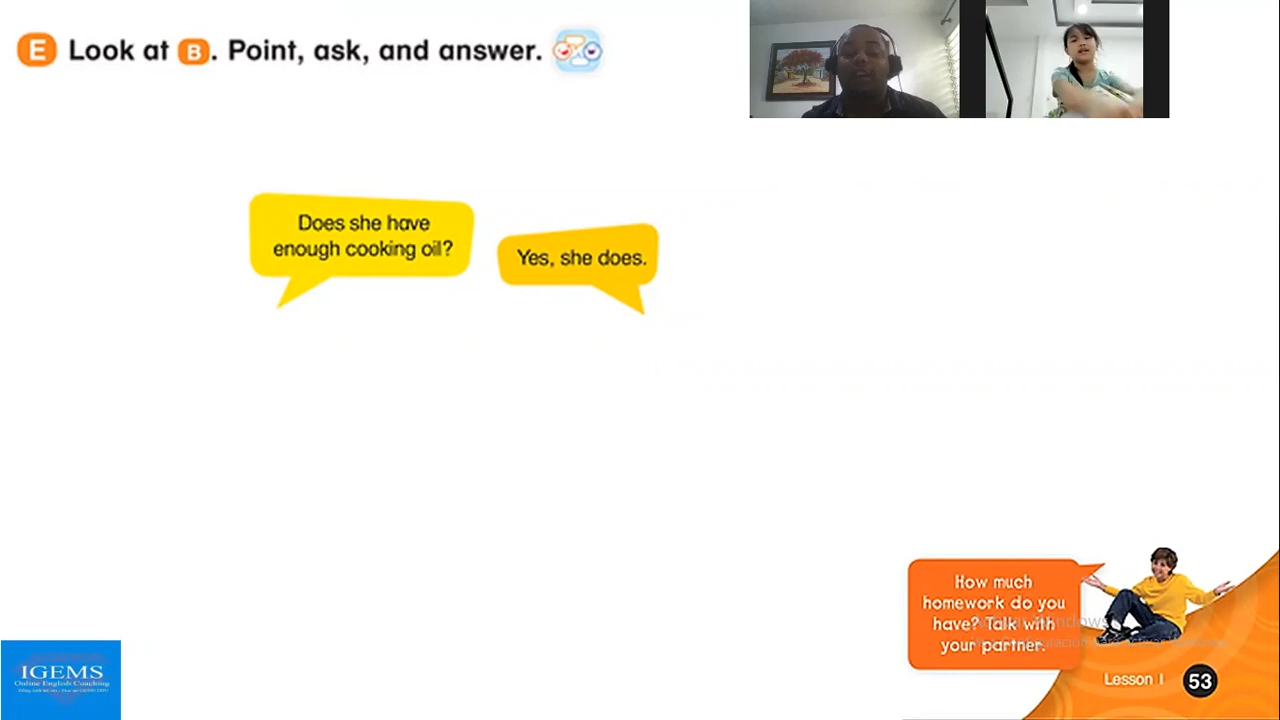 E Look at B. Point, ask, and answer.
Does she have
enough cooking oil?
Yes, she does.
How much
homework do you
have? Talk with
your partner.
Lesson 1
53
IGEMS
Online English Coaching